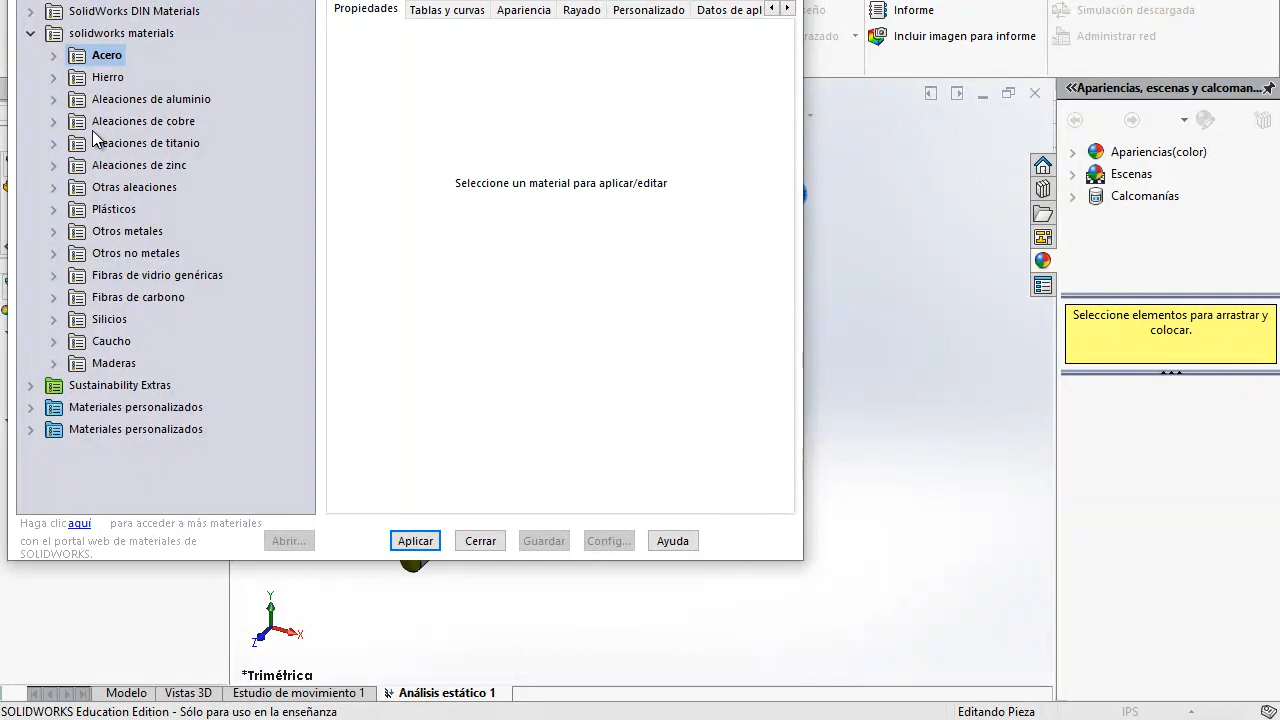 SolidWorks DIN Materials
solidworks materials
Acero
Hierro
Aleaciones de aluminio
Aleaciones de cobre
Aleaciones de titanio
Aleaciones de zinc
Otras aleaciones
Plásticos
Otros metales
Otros no metales
Fibras de vidrio genéricas
Fibras de carbono
Silicios
Caucho
Maderas
Sustainability Extras
Materiales personalizados
Materiales personalizados
Haga clic aquí para acceder a más materiales
con el portal web de materiales de
SOLIDWORKS.
Abrir...
Propiedades Tablas y curvas Apariencia Rayado Personalizado Datos de apl
Seleccione un material para aplicar/editar
Aplicar Cerrar Guardar Config... Ayuda
Informe
Incluir imagen para informe
Simulación descargada
Administrar red
Apariencias, escenas y calcoman...
Apariencias(color)
Escenas
Calcomanías
Seleccione elementos para arrastrar y
colocar.
Y
X
Z
*Trimétrica
Modelo Vistas 3D Estudio de movimiento 1 Análisis estático 1
SOLIDWORKS Education Edition - Sólo para uso en la enseñanza
Editando Pieza
IPS